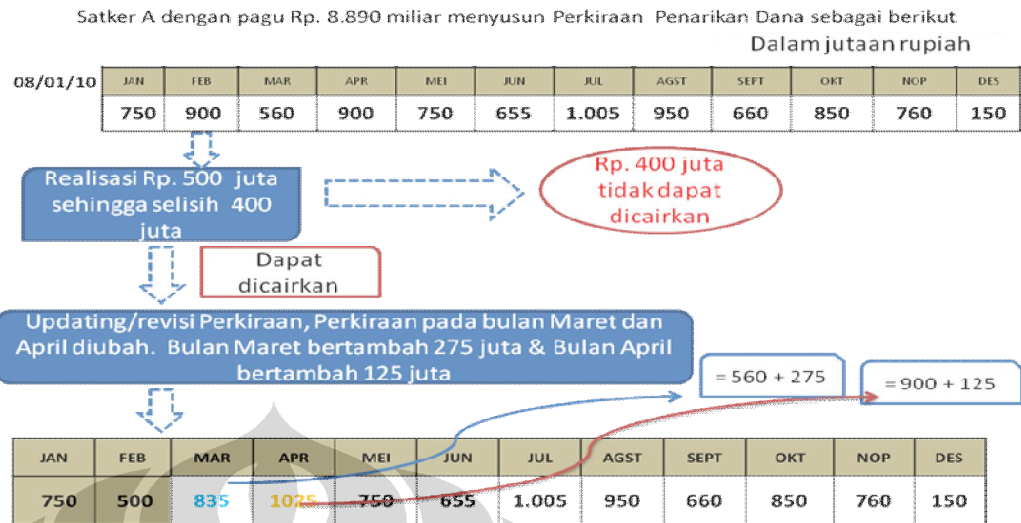 Satker A dengan pagu Rp. 8.890 miliar menyusun Perkiraan Penarikan Dana sebagai berikut
Dalam jutaan rupiah
08/01/10 JAN FEB MAR APR MEI JUN JUL AGST SEPT OKT NOP DES
750 900 560 900 750 655 1.005 950 660 850 760 150
Realisasi Rp. 500 juta
sehingga selisih 400
juta
Rp. 400 juta
tidak dapat
dicairkan
Dapat
dicairkan
Updating/revisi Perkiraan, Perkiraan pada bulan Maret dan
April diubah. Bulan Maret bertambah 275 juta & Bulan April
bertambah 125 juta
= 560 + 275
= 900 + 125
JAN FEB MAR APR MEI JUN JUL AGST SEPT OKT NOP DES
750 500 835 1025 750 655 1.005 950 660 850 760 150